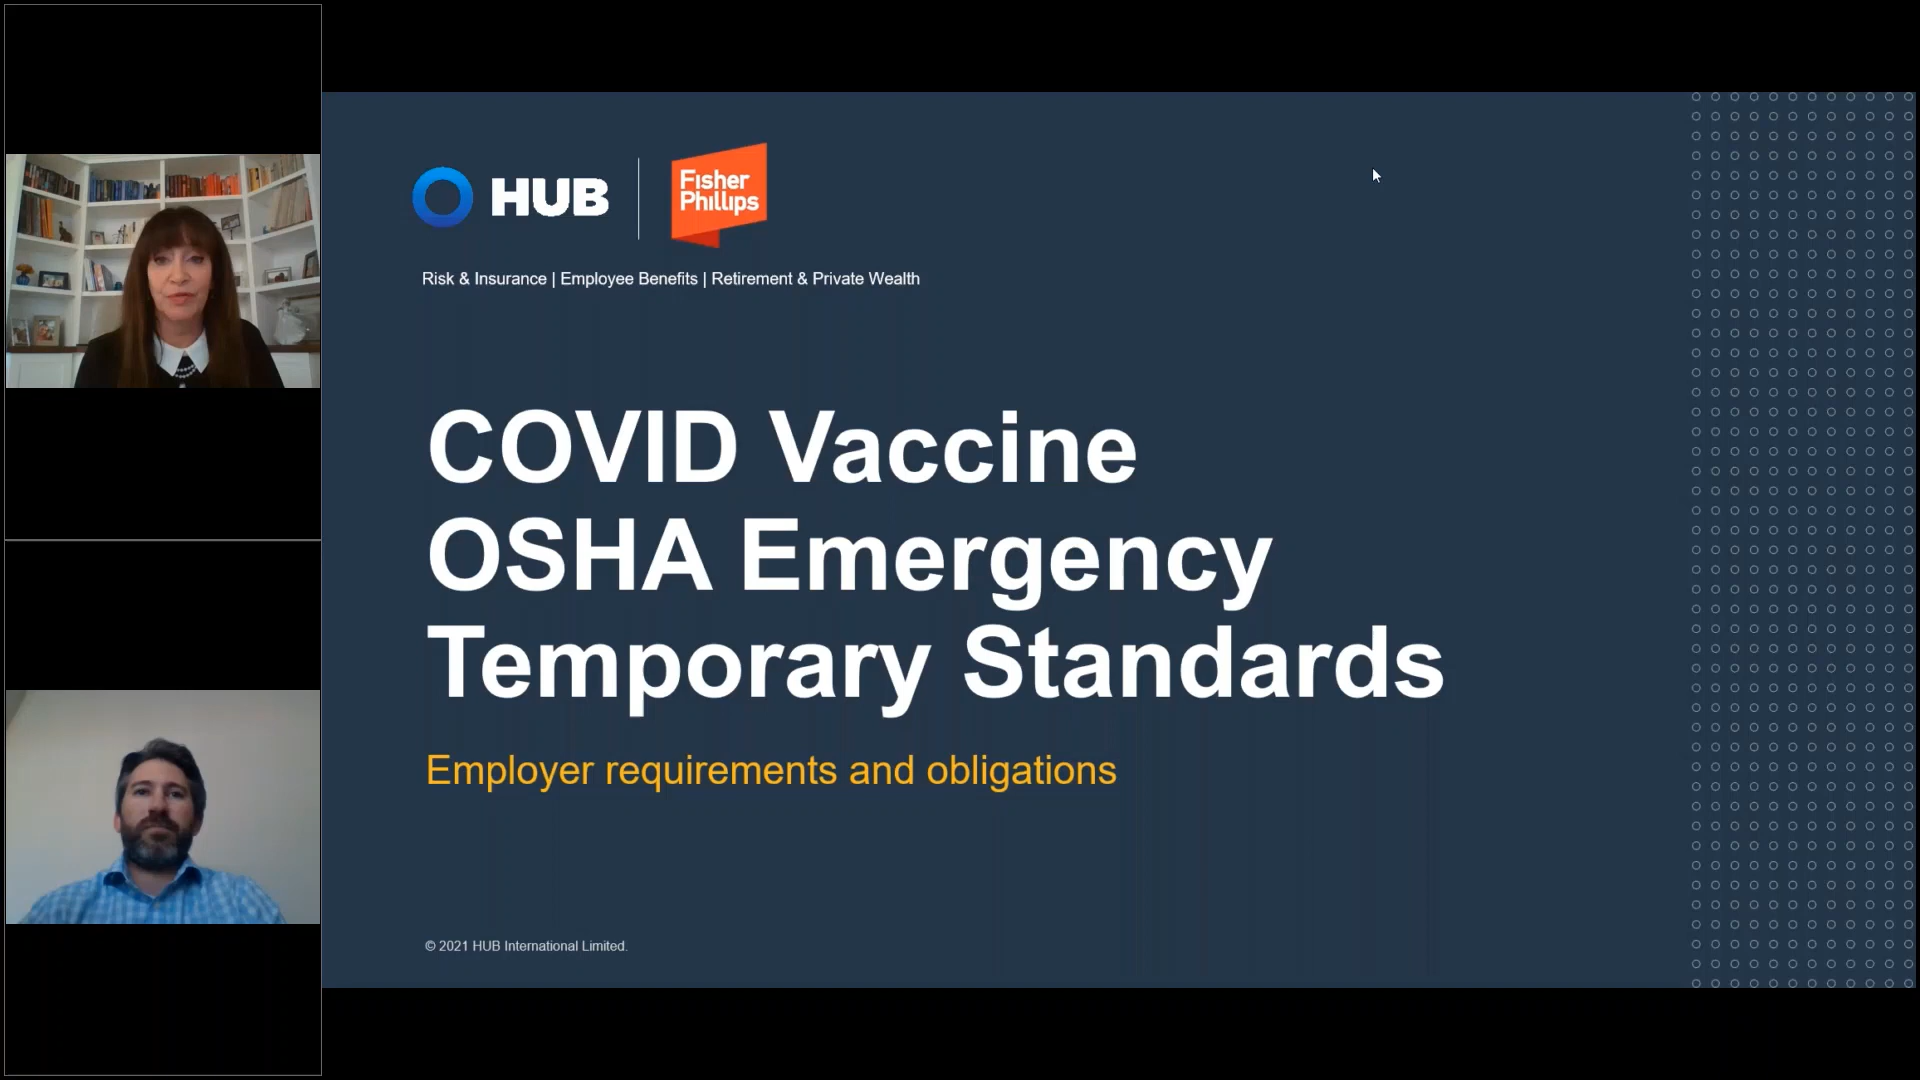 HUB
Fisher
Phillips
Risk & Insurance | Employee Benefits | Retirement & Private Wealth
COVID Vaccine
OSHA Emergency
Temporary Standards
Employer requirements and obligations
© 2021 HUB International Limited.